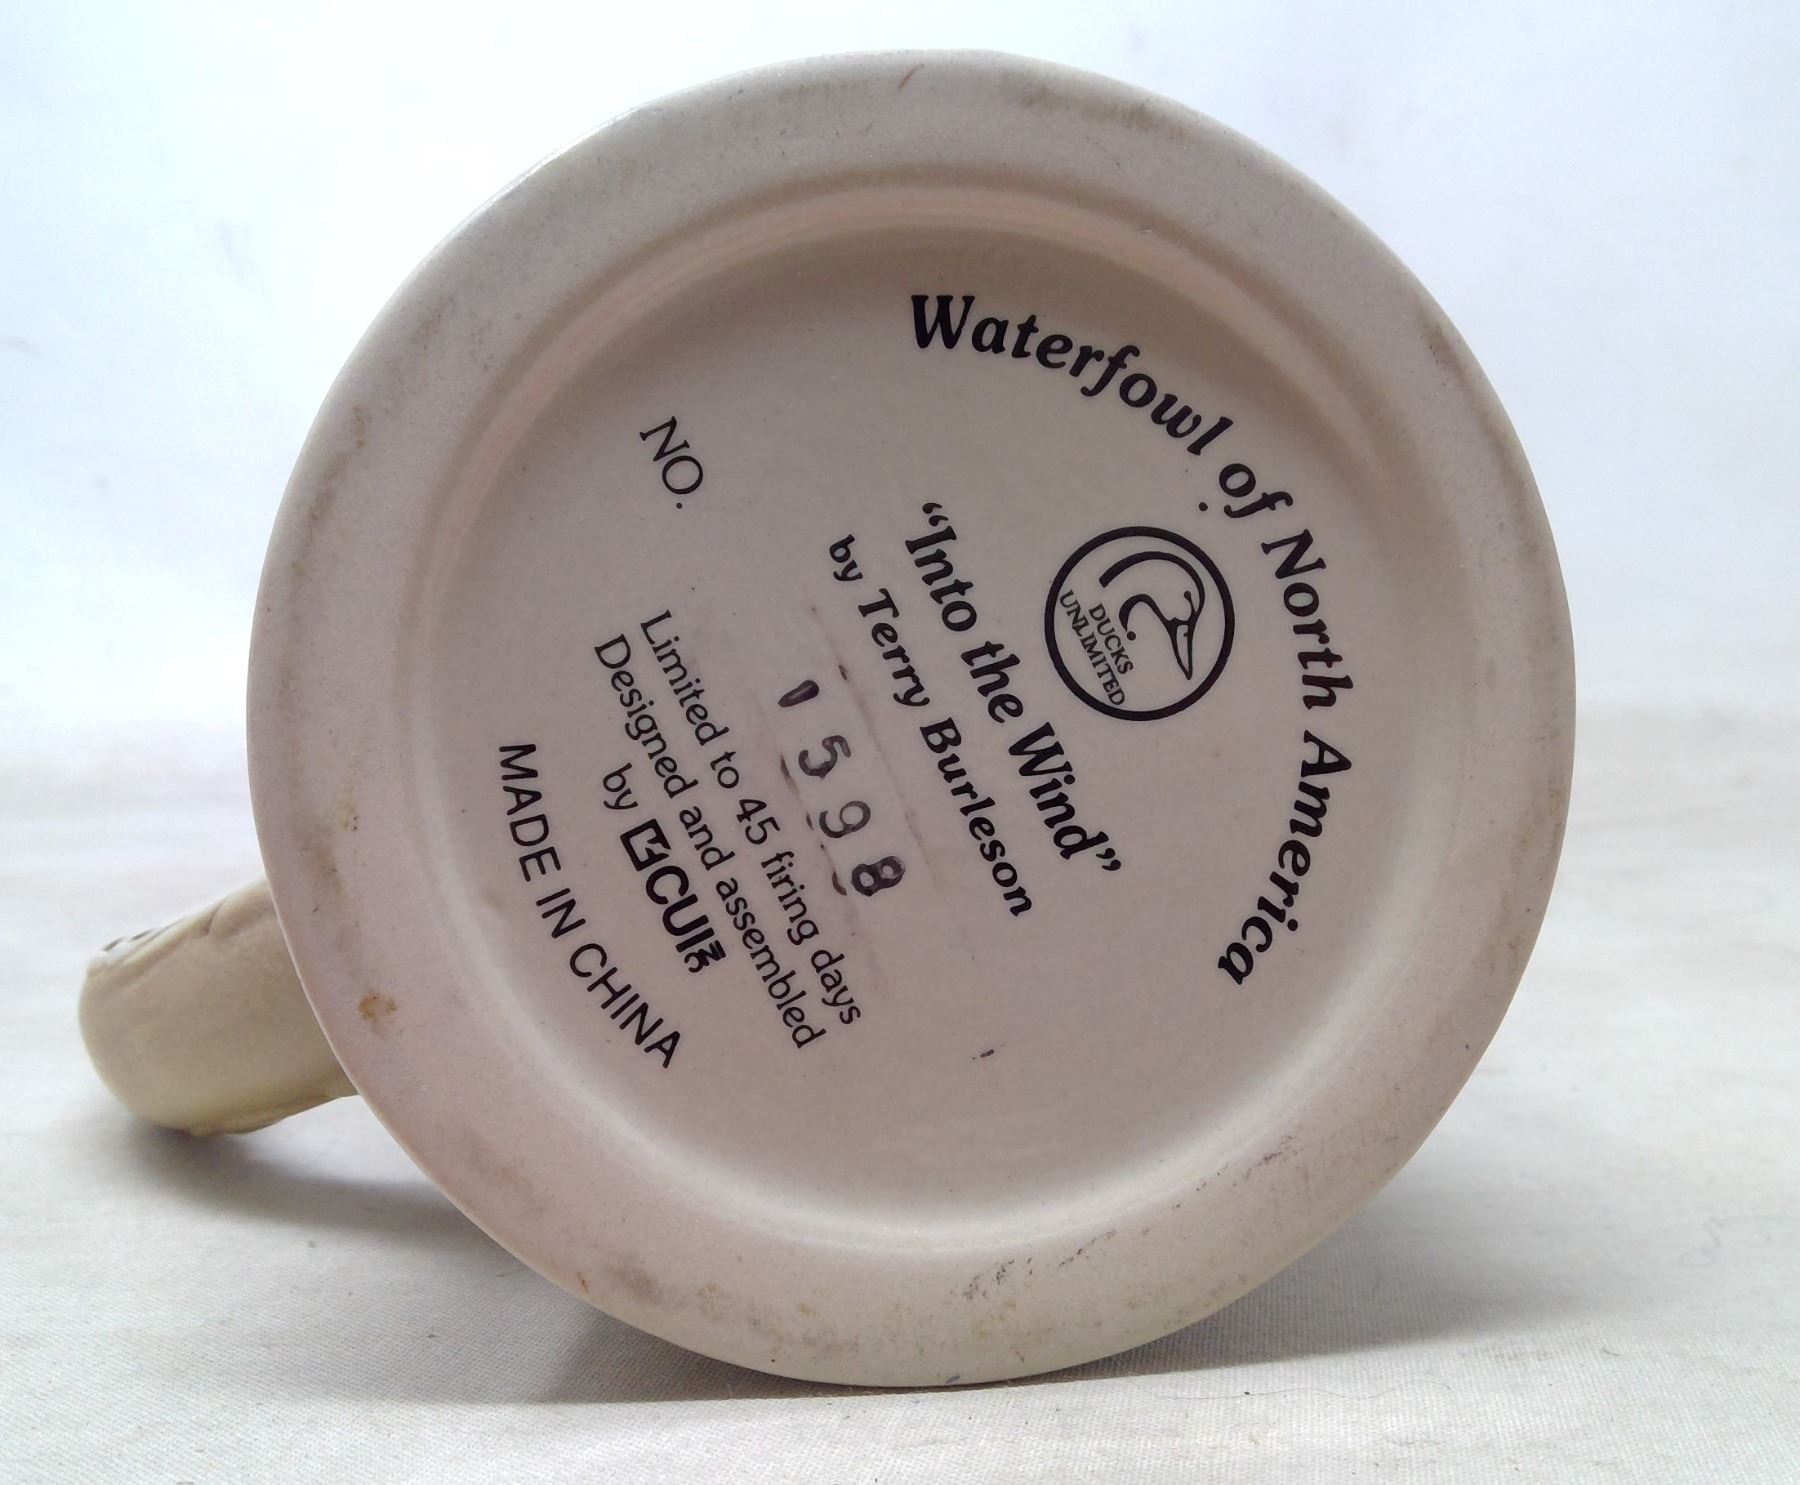 Waterfowl of North America
DUCKS
UNLIMITED
"Into the Wind"
by Terry Burleson
NO. 1598
Limited to 45 firing days
Designed and assembled
by CUI
MADE IN CHINA